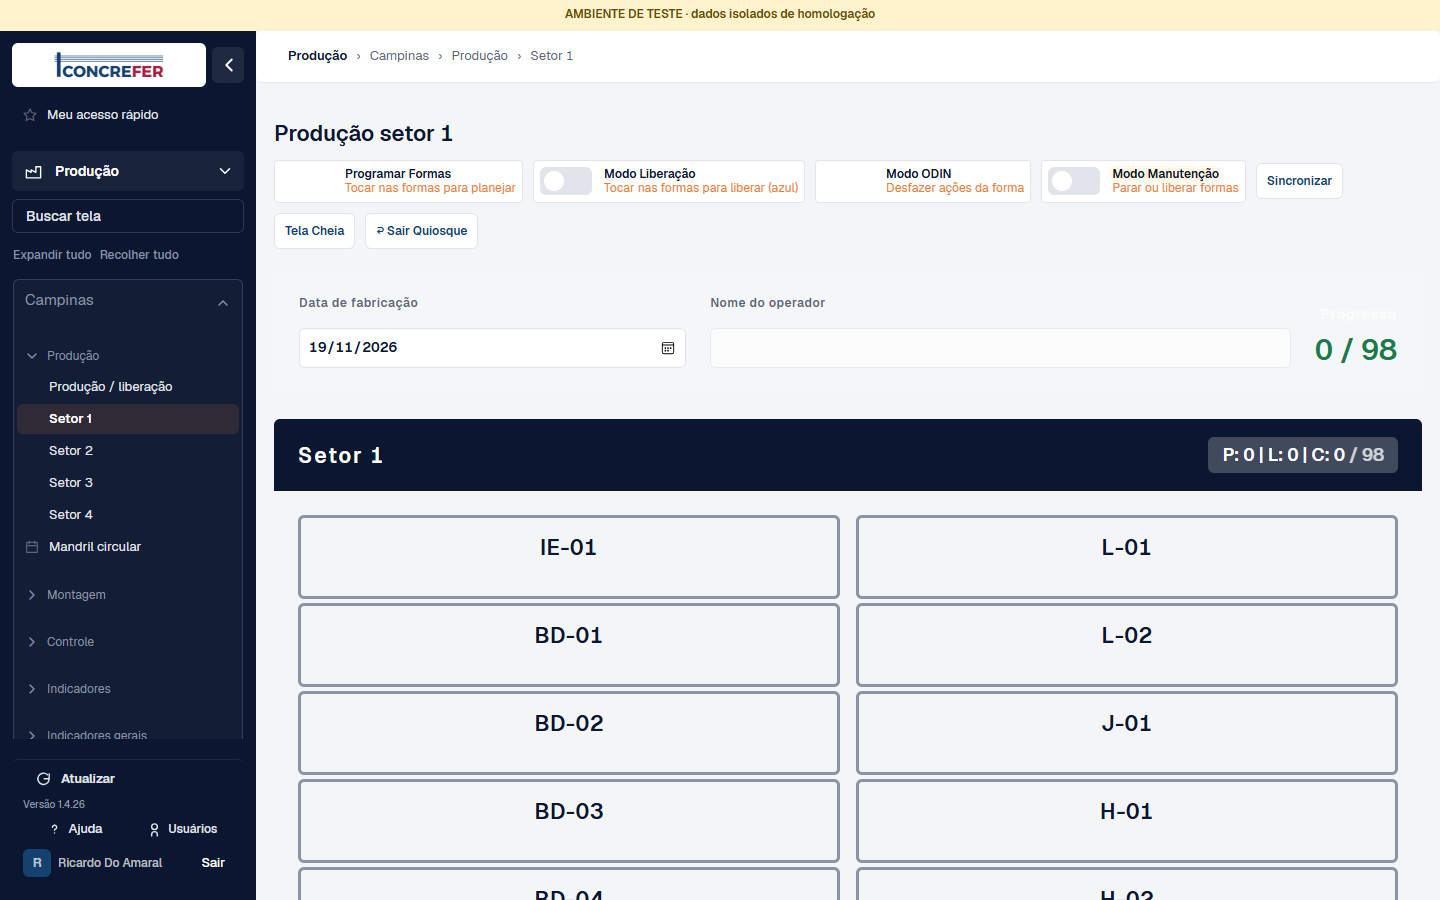 AMBIENTE DE TESTE · dados isolados de homologação
CONCREFER
Meu acesso rápido
Produção
Buscar tela
Expandir tudo Recolher tudo
Campinas
Produção
Produção / liberação
Setor 1
Setor 2
Setor 3
Setor 4
Mandril circular
Montagem
Controle
Indicadores
Indicadores gerais
Atualizar
Versão 1.4.26
? Ajuda Usuários
R Ricardo Do Amaral Sair
Produção › Campinas › Produção › Setor 1
Produção setor 1
Programar Formas
Tocar nas formas para planejar
Modo Liberação
Tocar nas formas para liberar (azul)
Modo ODIN
Desfazer ações da forma
Modo Manutenção
Parar ou liberar formas
Sincronizar
Tela Cheia
Sair Quiosque
Data de fabricação
19/11/2026
Nome do operador
Progresso
0 / 98
Setor 1
P: 0 | L: 0 | C: 0 / 98
IE-01 L-01
BD-01 L-02
BD-02 J-01
BD-03 H-01
BD-04 H-02